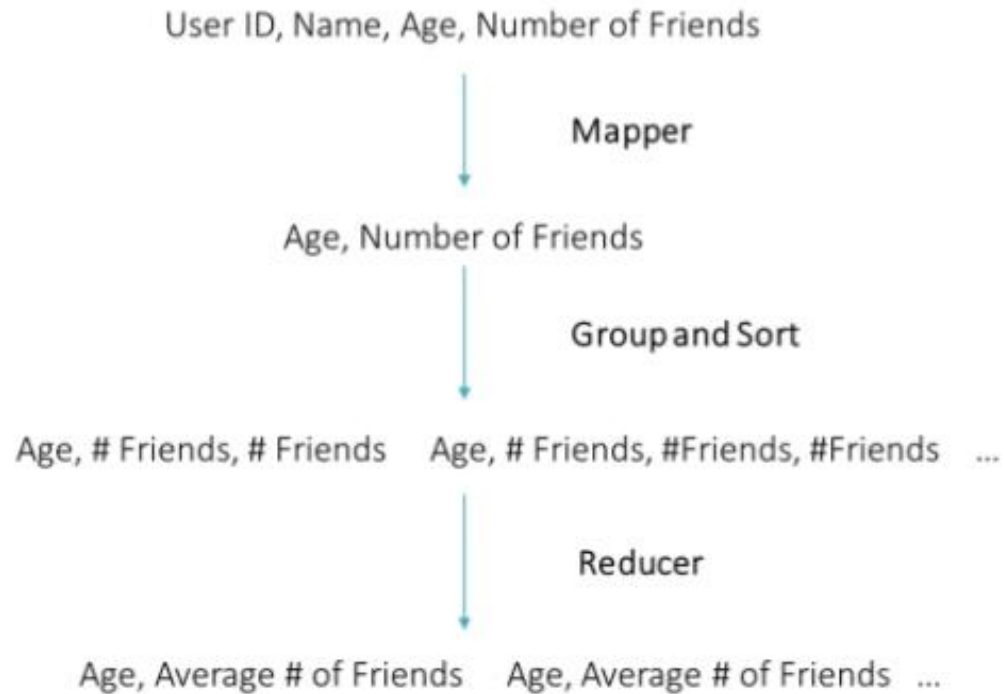 User ID, Name, Age, Number of Friends
Mapper
Age, Number of Friends
Group and Sort
Age, # Friends, # Friends   Age, # Friends, #Friends, #Friends ...
Reducer
Age, Average # of Friends   Age, Average # of Friends ...